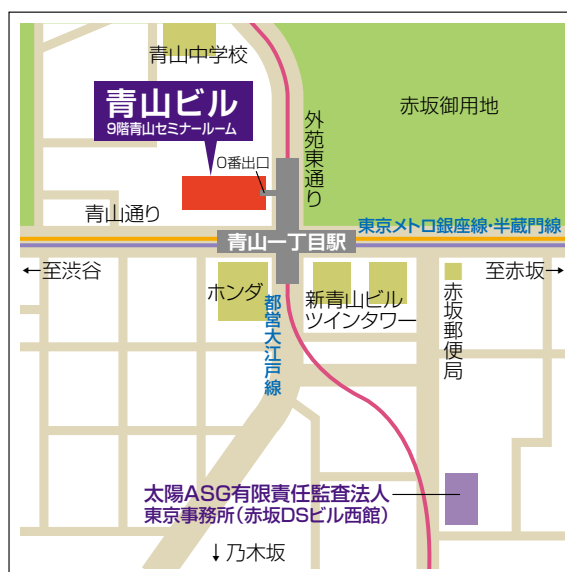 青山中学校
青山ビル
9階青山セミナールーム
赤坂御用地
外苑東通り
0番出口
青山通り
東京メトロ銀座線・半蔵門線
青山一丁目駅
←至渋谷
至赤坂→
ホンダ
新青山ビル
ツインタワー
赤坂郵便局
都営大江戸線
太陽ASG有限責任監査法人
東京事務所(赤坂DSビル西館)
↓乃木坂